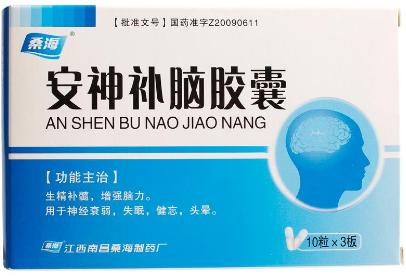 【批准文号】国药准字Z20090611
桑海®
安神补脑胶囊
AN SHEN BU NAO JIAO NANG
【功能主治】
生精补髓，增强脑力。
用于神经衰弱，失眠，健忘，头晕。
10粒×3板
桑海 江西南昌桑海制药厂